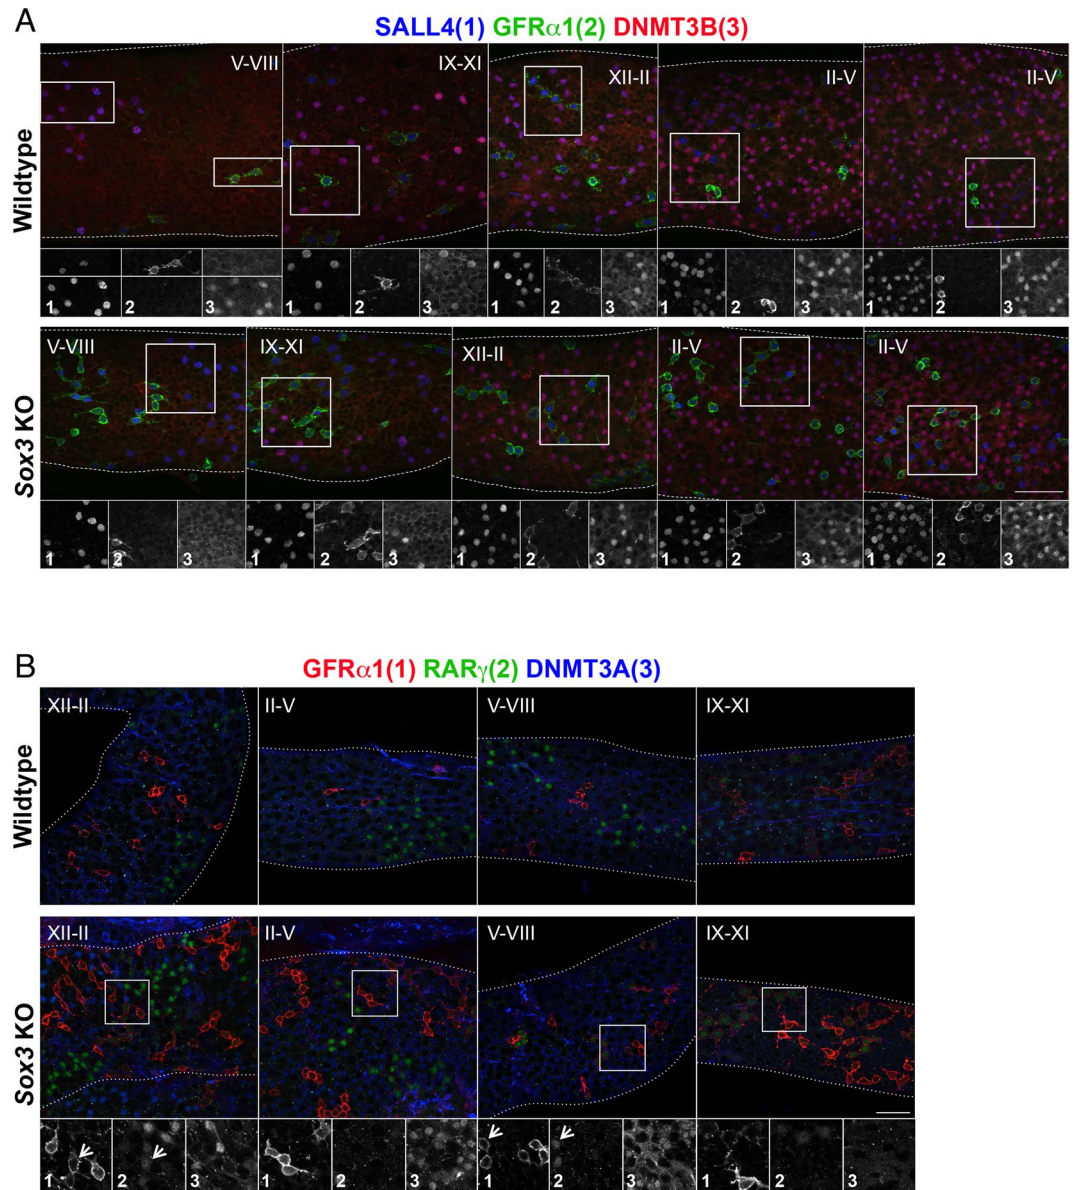 A
SALL4(1) GFRα1(2) DNMT3B(3)
Wildtype
V-VIII
IX-XI
XII-II
II-V
II-V
1 2 3 1 2 3 1 2 3 1 2 3 1 2 3
Sox3 KO
V-VIII
IX-XI
XII-II
II-V
II-V
1 2 3 1 2 3 1 2 3 1 2 3 1 2 3
B
GFRα1(1) RARγ(2) DNMT3A(3)
Wildtype
XII-II
II-V
V-VIII
IX-XI
Sox3 KO
XII-II
II-V
V-VIII
IX-XI
1 2 3 1 2 3 1 2 3 1 2 3